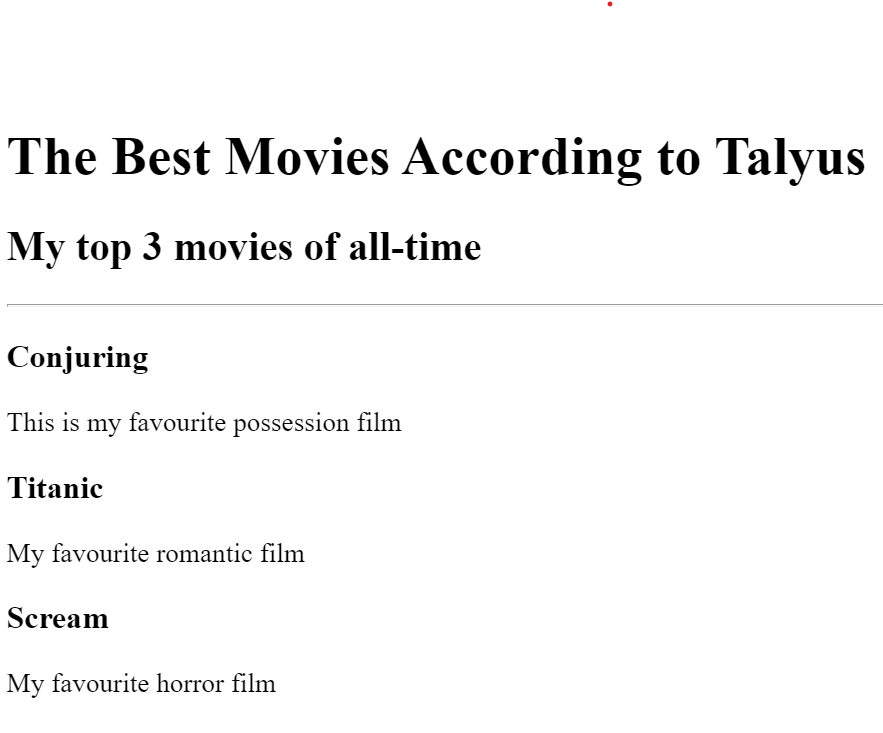 The Best Movies According to Talyus
My top 3 movies of all-time
Conjuring
This is my favourite possession film
Titanic
My favourite romantic film
Scream
My favourite horror film